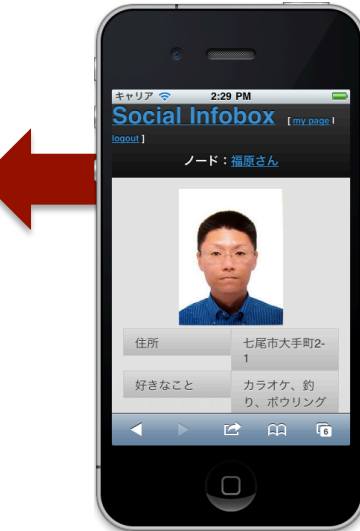 キャリア 2:29 PM
Social Infobox [ my page |
logout ]
ノード：福原さん
住所 七尾市大手町2-
1
好きなこと カラオケ、釣
り、ボウリング
6